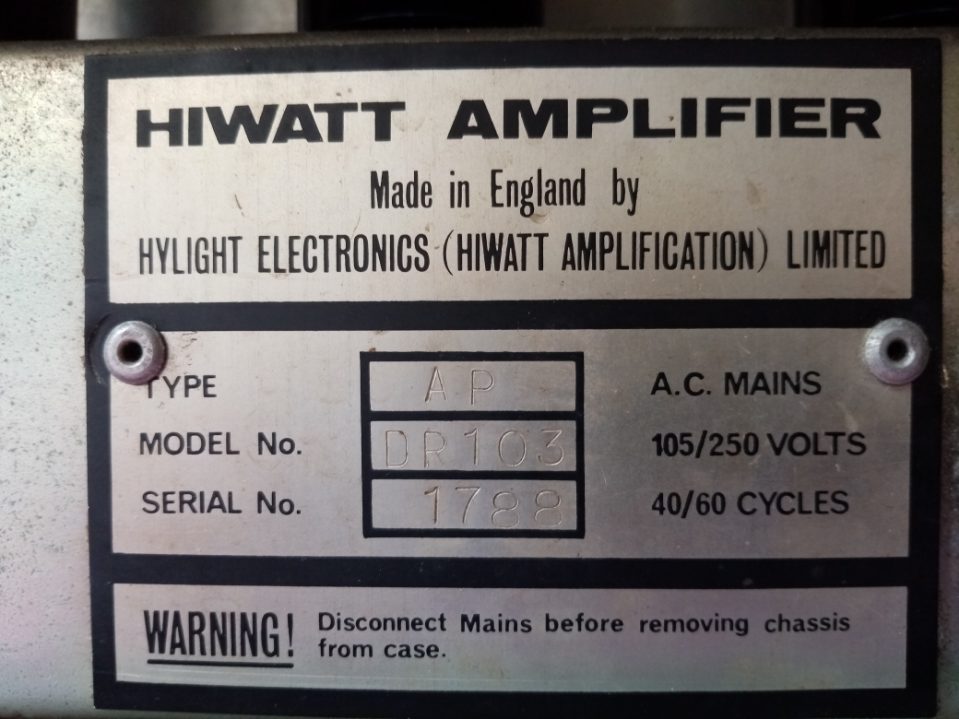 HIWATT AMPLIFIER
Made in England by
HYLIGHT ELECTRONICS (HIWATT AMPLIFICATION) LIMITED
TYPE AP A.C. MAINS
MODEL No. DR103 105/250 VOLTS
SERIAL No. 1788 40/60 CYCLES
WARNING! Disconnect Mains before removing chassis
from case.